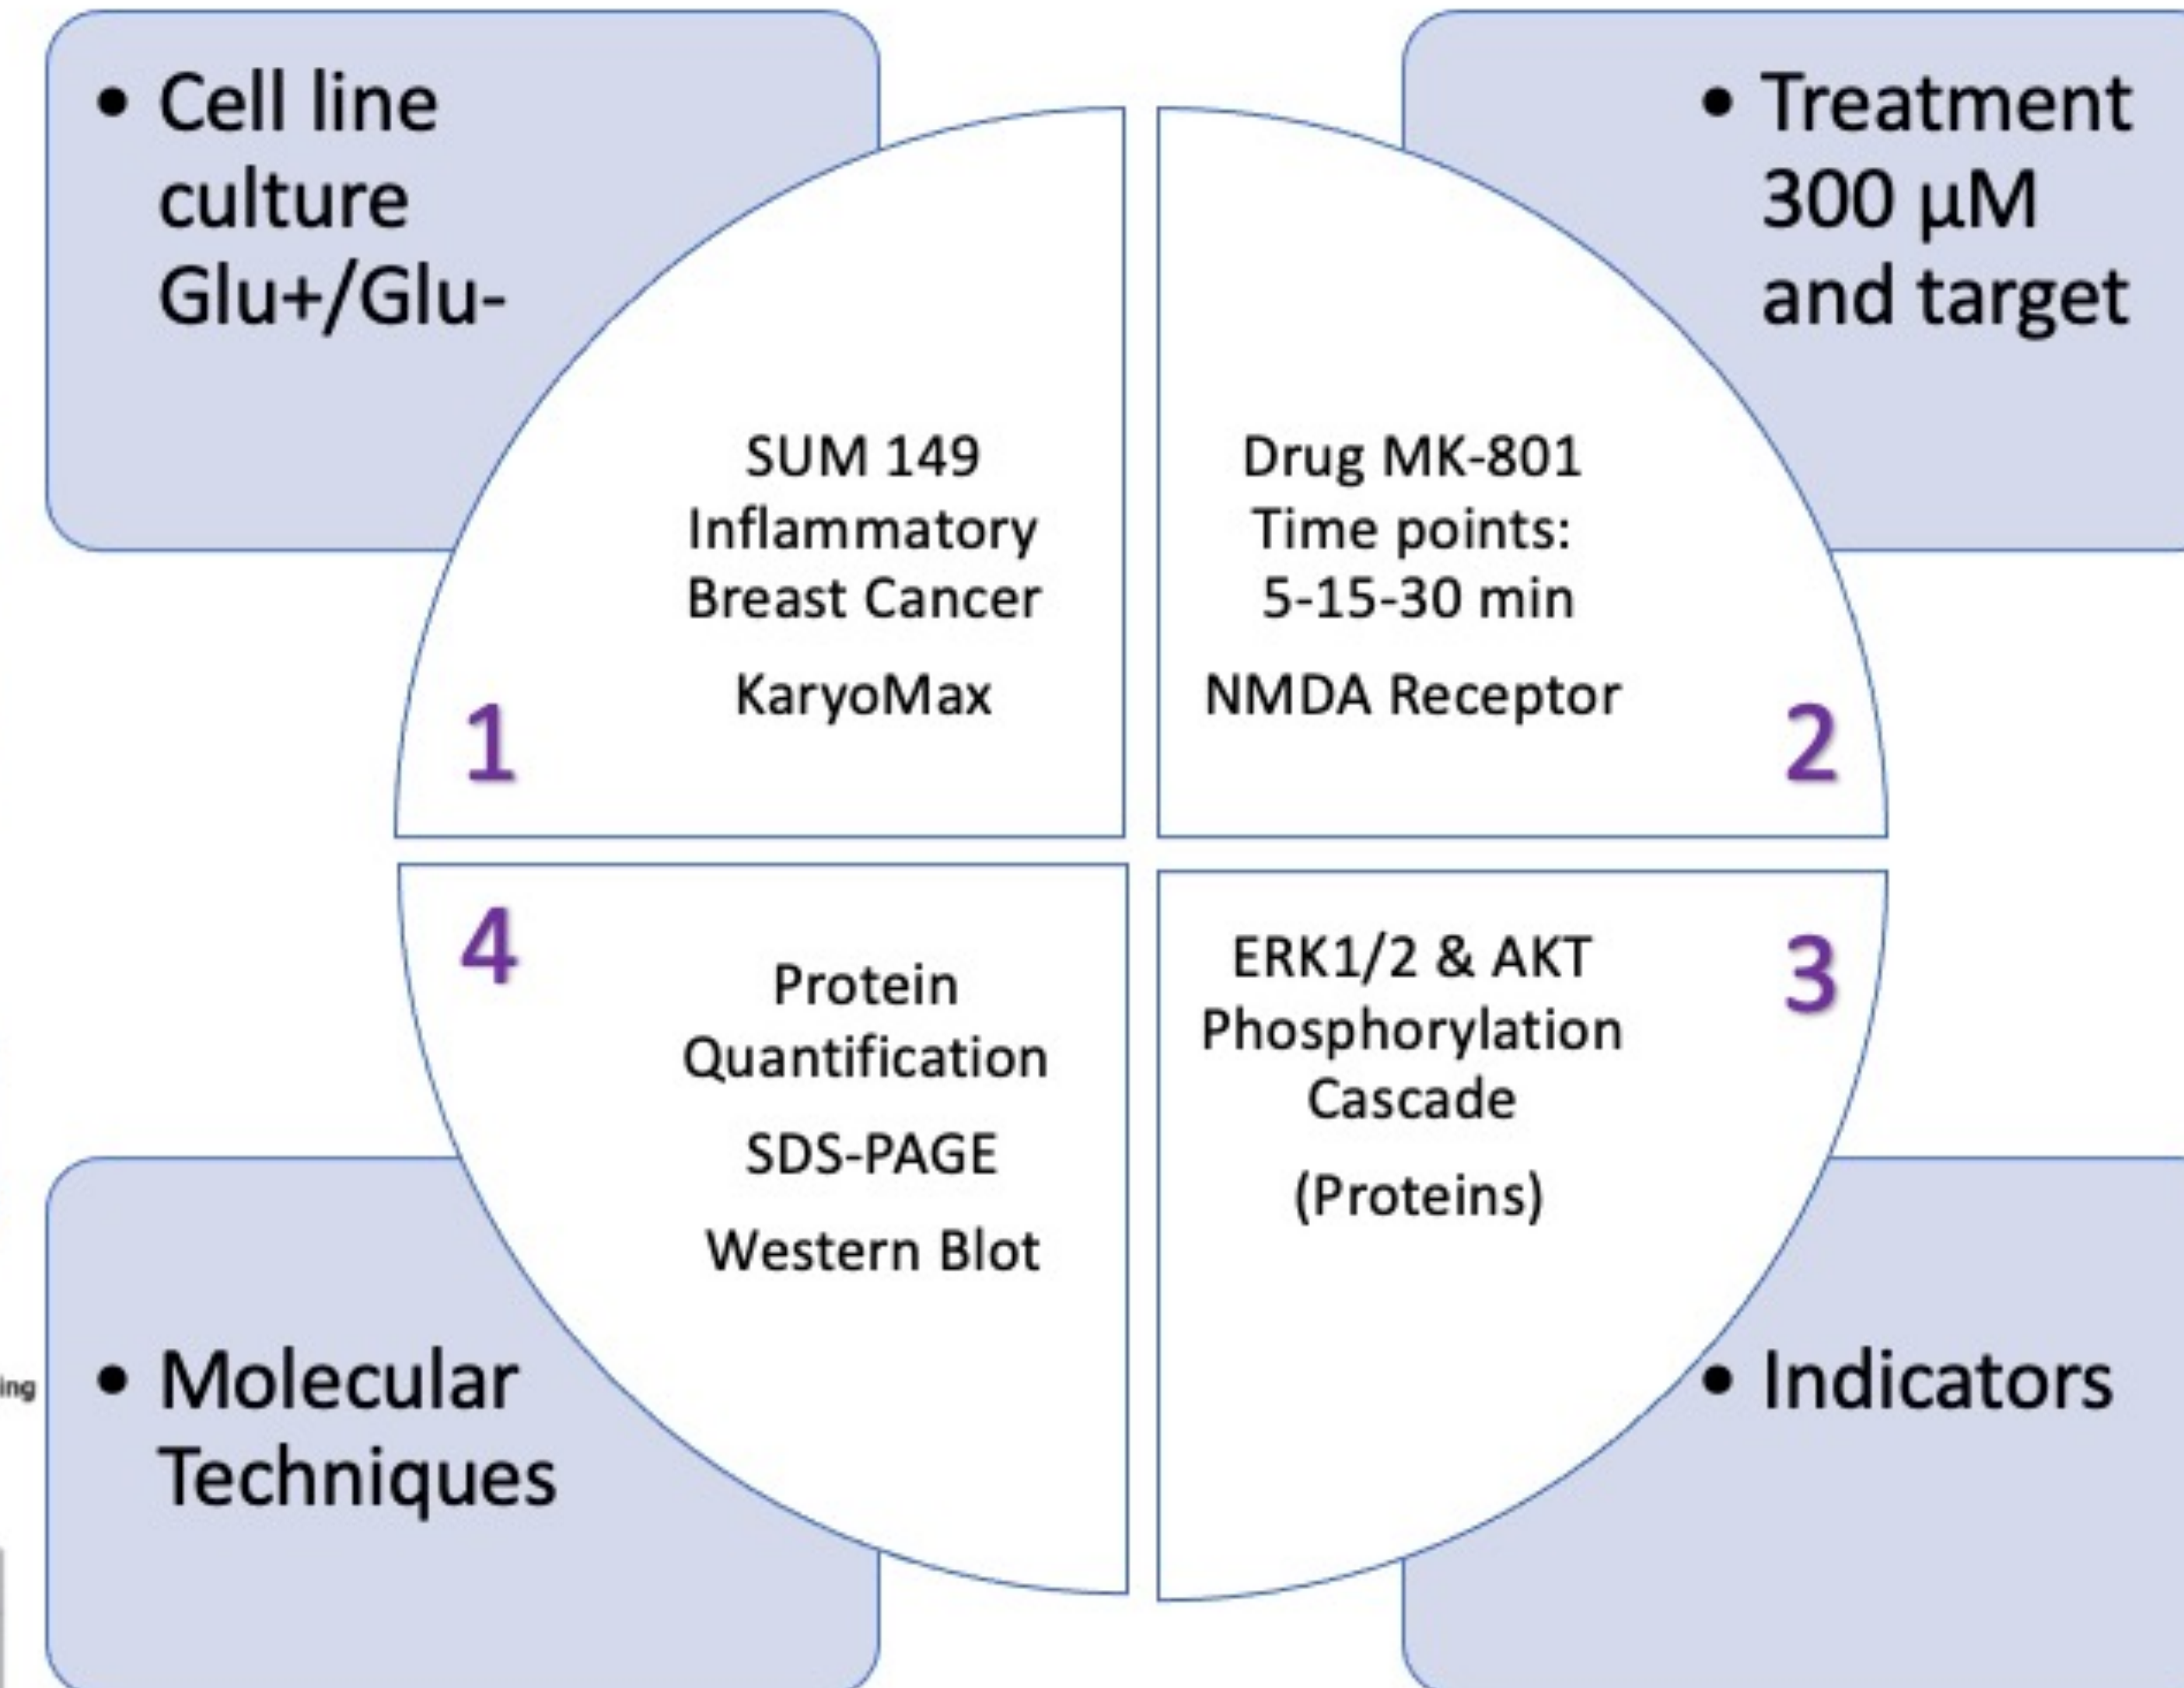 • Cell line
culture
Glu+/Glu-
SUM 149
Inflammatory
Breast Cancer
KaryoMax
1
• Treatment
300 µM
and target
Drug MK-801
Time points:
5-15-30 min
NMDA Receptor
2
ERK1/2 & AKT
Phosphorylation
Cascade
(Proteins)
3
• Indicators
4
Protein
Quantification
SDS-PAGE
Western Blot
• Molecular
Techniques
ing